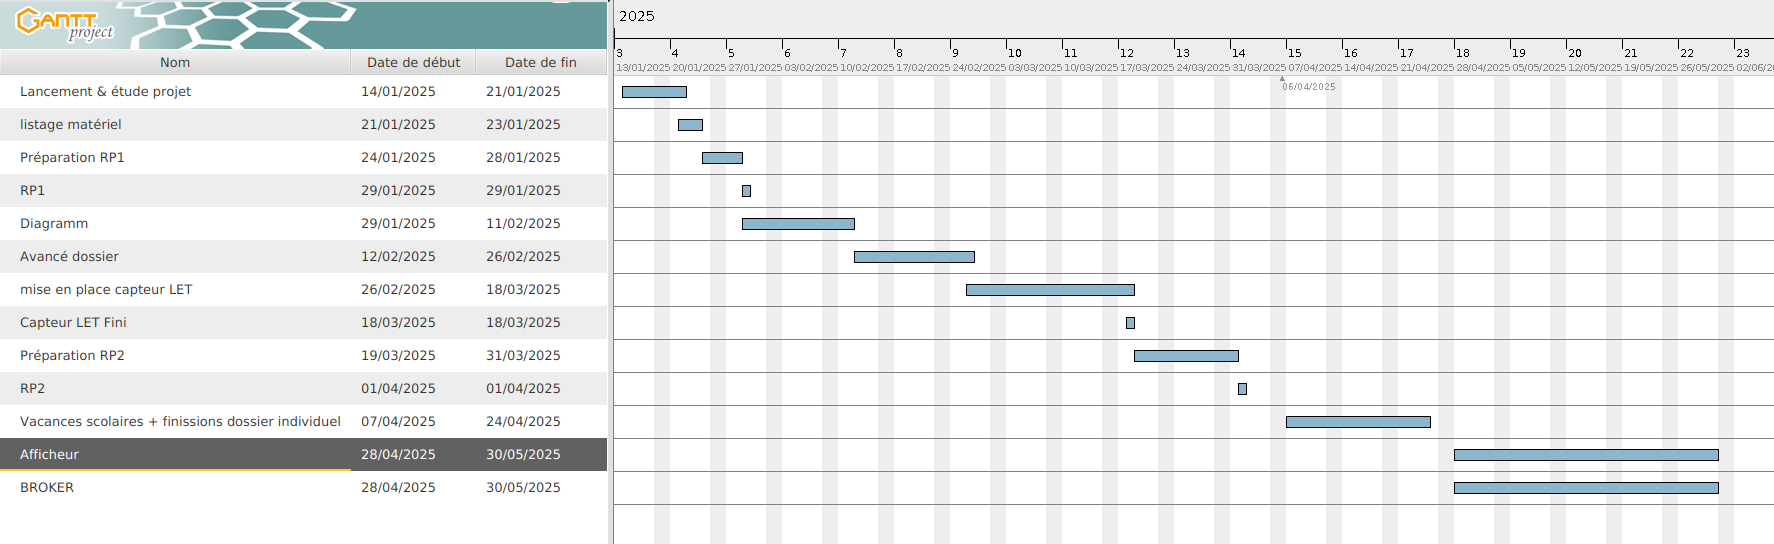 GANTT
project
2025
3 4 5 6 7 8 9 10 11 12 13 14 15 16 17 18 19 20 21 22 23
Nom Date de début Date de fin
13/01/2025 20/01/2025 27/01/2025 03/02/2025 10/02/2025 17/02/2025 24/02/2025 03/03/2025 10/03/2025 17/03/2025 24/03/2025 31/03/2025 07/04/2025 14/04/2025 21/04/2025 28/04/2025 05/05/2025 12/05/2025 19/05/2025 26/05/2025 02/06/20
06/04/2025
Lancement & étude projet 14/01/2025 21/01/2025
listage matériel 21/01/2025 23/01/2025
Préparation RP1 24/01/2025 28/01/2025
RP1 29/01/2025 29/01/2025
Diagramm 29/01/2025 11/02/2025
Avancé dossier 12/02/2025 26/02/2025
mise en place capteur LET 26/02/2025 18/03/2025
Capteur LET Fini 18/03/2025 18/03/2025
Préparation RP2 19/03/2025 31/03/2025
RP2 01/04/2025 01/04/2025
Vacances scolaires + finissions dossier individuel 07/04/2025 24/04/2025
Afficheur 28/04/2025 30/05/2025
BROKER 28/04/2025 30/05/2025